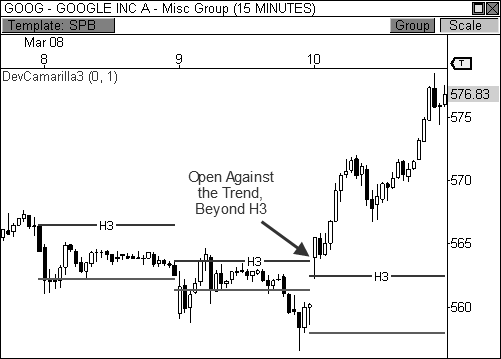 GOOG - GOOGLE INC A - Misc Group (15 MINUTES)
Template: SPB
Group
Scale
Mar 08
8
9
10
T
DevCamarilla3 (0, 1)
576.83
575
Open Against
the Trend,
Beyond H3
570
H3
H3
565
H3
560